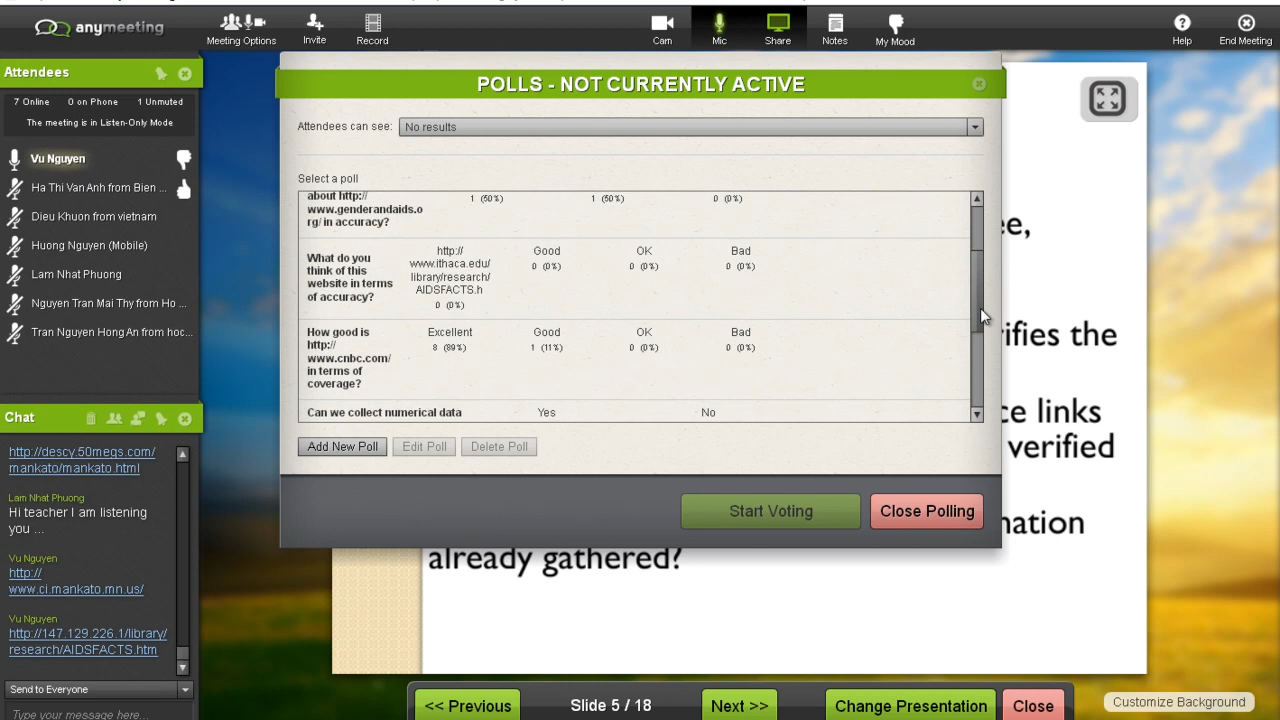 anymeeting
Meeting Options
Invite
Record
Cam
Mic
Share
Notes
My Mood
Help
End Meeting
Attendees
7 Online 0 on Phone 1 Unmuted
The meeting is in Listen-Only Mode
Vu Nguyen
Ha Thi Van Anh from Bien ...
Dieu Khuon from vietnam
Huong Nguyen (Mobile)
Lam Nhat Phuong
Nguyen Tran Mai Thy from Ho ...
Tran Nguyen Hong An from hoc...
Chat
http://descy.50megs.com/
mankato/mankato.html
Lam Nhat Phuong
Hi teacher I am listening
you ...
Vu Nguyen
http://
www.ci.mankato.mn.us/
Vu Nguyen
http://147.129.226.1/library/
research/AIDSFACTS.htm
Send to Everyone
Type your message here...
POLLS - NOT CURRENTLY ACTIVE
Attendees can see: No results
Select a poll
about http://
www.genderandaids.o
rg/ in accuracy?
1 (50%) 1 (50%) 0 (0%)
What do you
think of this
website in terms
of accuracy?
http://
www.ithaca.edu/
library/research/
AIDSFACTS.h
0 (0%)
Good
0 (0%)
OK
0 (0%)
Bad
0 (0%)
How good is
http://
www.cnbc.com/
in terms of
coverage?
Excellent
8 (89%)
Good
1 (11%)
OK
0 (0%)
Bad
0 (0%)
Can we collect numerical data Yes No
Add New Poll Edit Poll Delete Poll
Start Voting Close Polling
ee,
ifies the
ce links
verified
nation
already gathered?
<< Previous Slide 5 / 18 Next >> Change Presentation Close
Customize Background